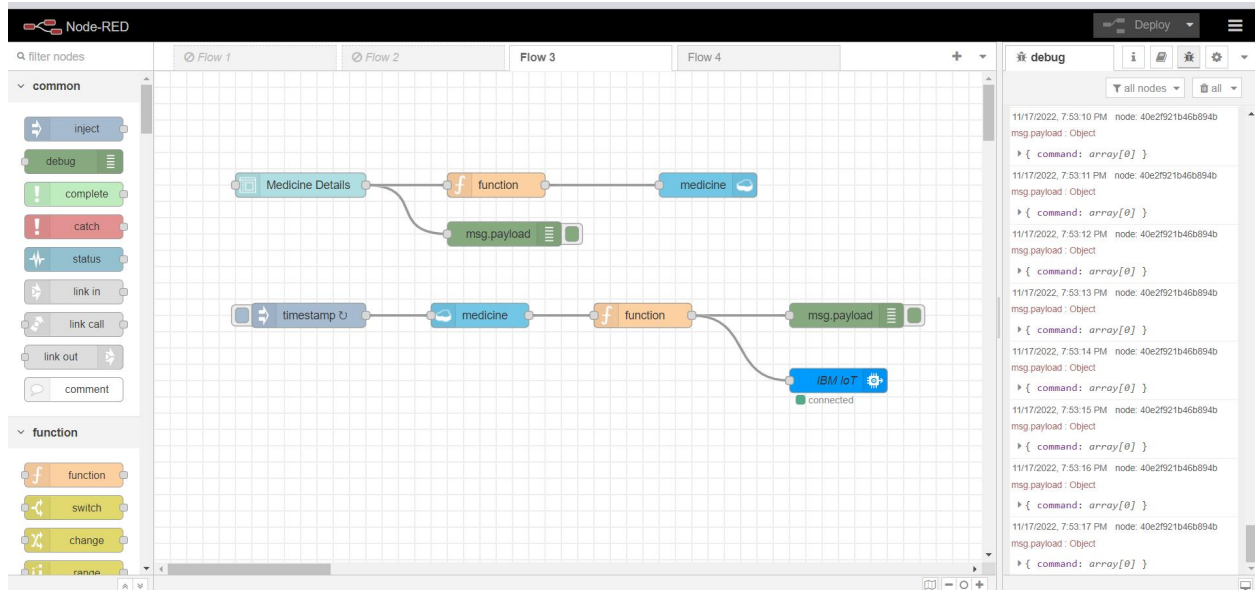 Node-RED
Deploy
filter nodes
Flow 1
Flow 2
Flow 3
Flow 4
debug
i
all nodes
all
common
inject
debug
complete
catch
status
link in
link call
link out
comment
function
function
switch
change
range
Medicine Details
function
medicine
msg.payload
timestamp ↻
medicine
function
msg.payload
IBM IoT
connected
11/17/2022, 7:53:10 PM node: 40e2f921b46b894b
msg.payload : Object
{ command: array[0] }
11/17/2022, 7:53:11 PM node: 40e2f921b46b894b
msg.payload : Object
{ command: array[0] }
11/17/2022, 7:53:12 PM node: 40e2f921b46b894b
msg.payload : Object
{ command: array[0] }
11/17/2022, 7:53:13 PM node: 40e2f921b46b894b
msg.payload : Object
{ command: array[0] }
11/17/2022, 7:53:14 PM node: 40e2f921b46b894b
msg.payload : Object
{ command: array[0] }
11/17/2022, 7:53:15 PM node: 40e2f921b46b894b
msg.payload : Object
{ command: array[0] }
11/17/2022, 7:53:16 PM node: 40e2f921b46b894b
msg.payload : Object
{ command: array[0] }
11/17/2022, 7:53:17 PM node: 40e2f921b46b894b
msg.payload : Object
{ command: array[0] }